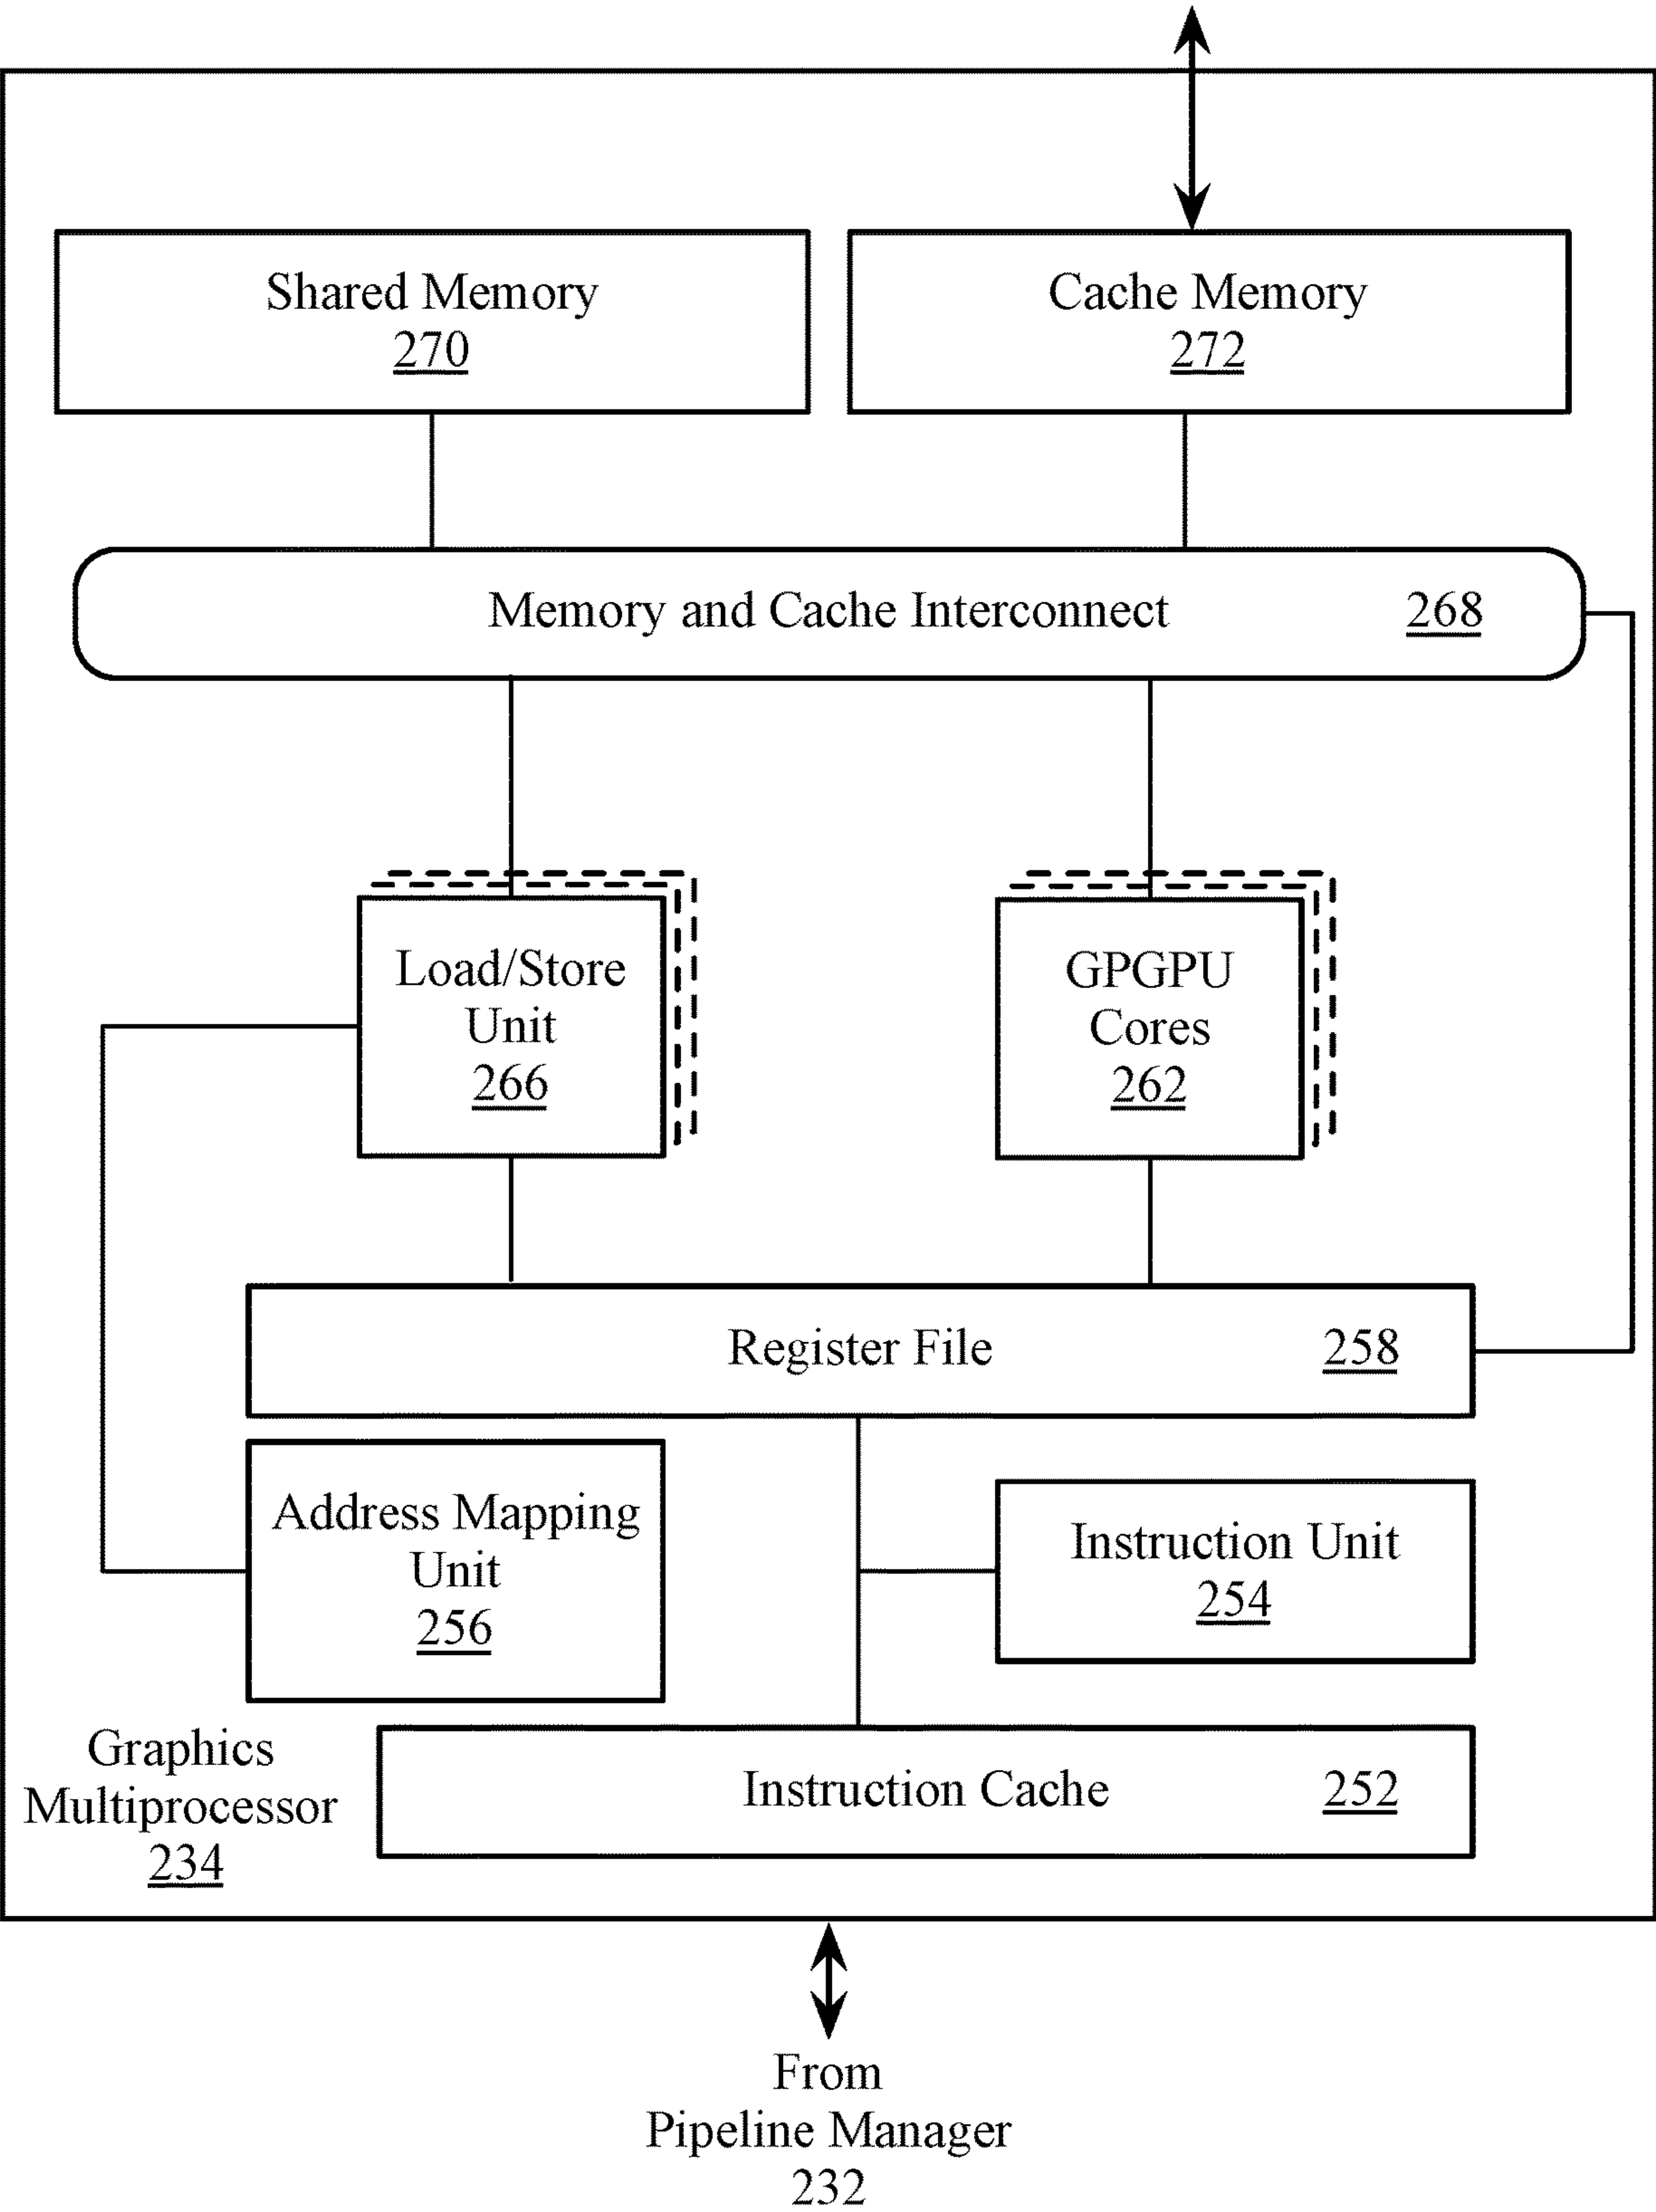 Shared Memory
270
Cache Memory
272
Memory and Cache Interconnect 268
Load/Store
Unit
266
GPGPU
Cores
262
Register File 258
Address Mapping
Unit
256
Instruction Unit
254
Graphics
Multiprocessor
234
Instruction Cache 252
From
Pipeline Manager
232